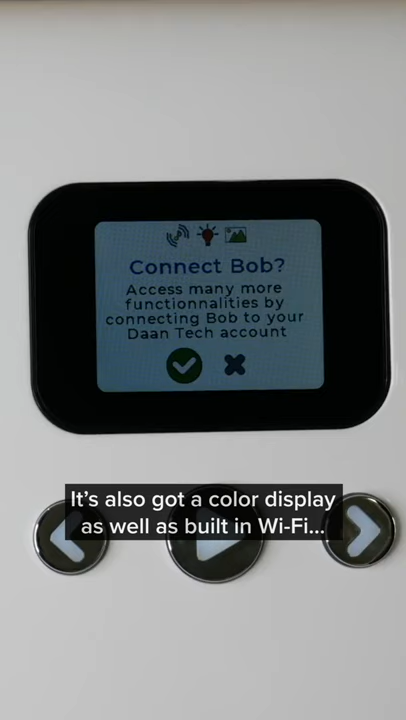 Connect Bob?
Access many more
functionnalities by
connecting Bob to your
Daan Tech account
It's also got a color display
as well as built in Wi-Fi...